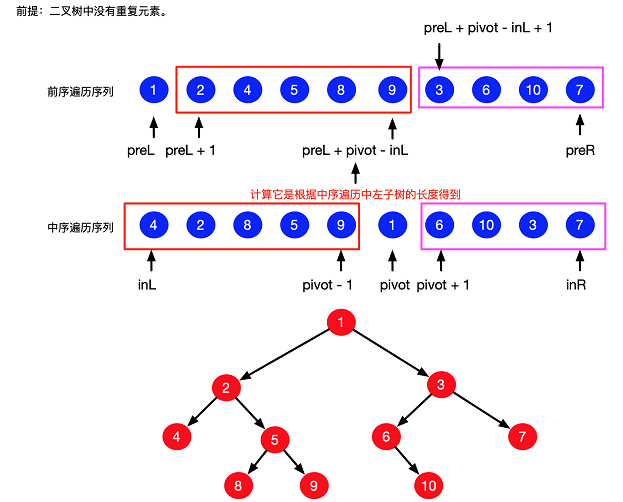 前提：二叉树中没有重复元素。
preL + pivot - inL + 1
前序遍历序列 1 2 4 5 8 9 3 6 10 7
preL preL + 1 preL + pivot - inL preR
计算它是根据中序遍历中左子树的长度得到
中序遍历序列 4 2 8 5 9 1 6 10 3 7
inL pivot - 1 pivot pivot + 1 inR
1
2 3
4 5 6 7
8 9 10